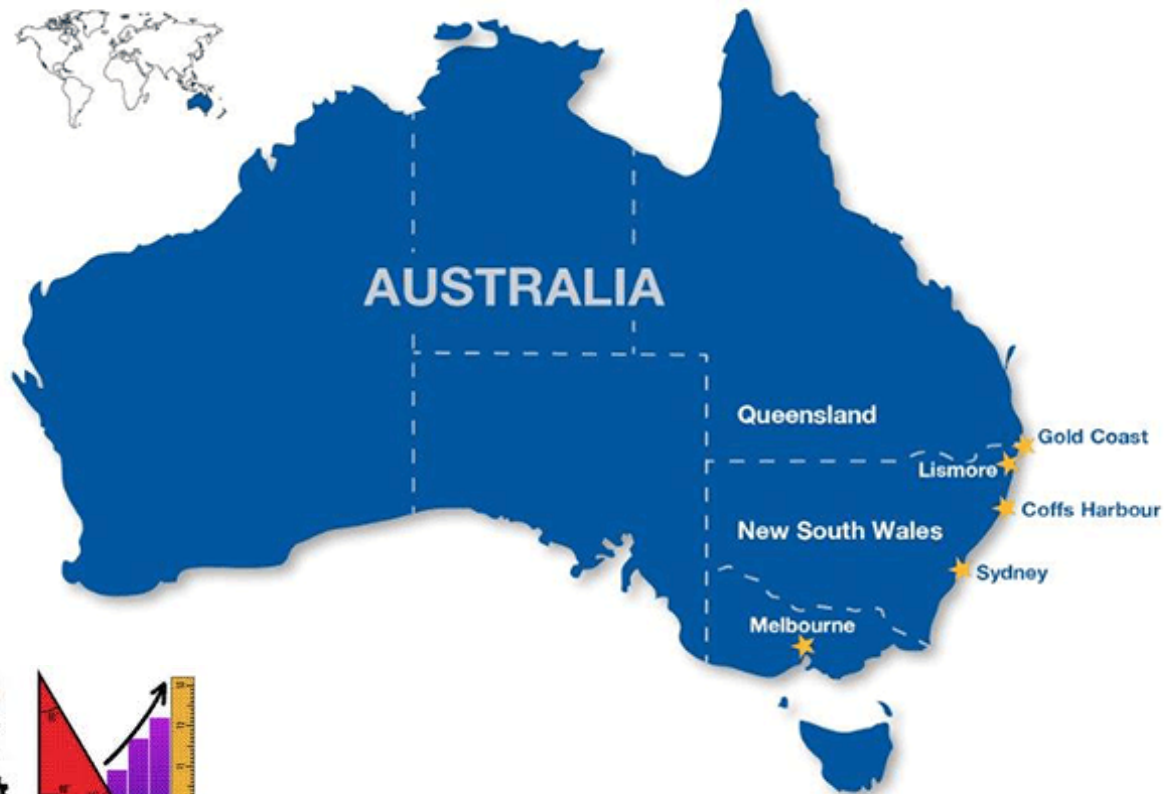 AUSTRALIA
Queensland
Gold Coast
Lismore
Coffs Harbour
New South Wales
Sydney
Melbourne